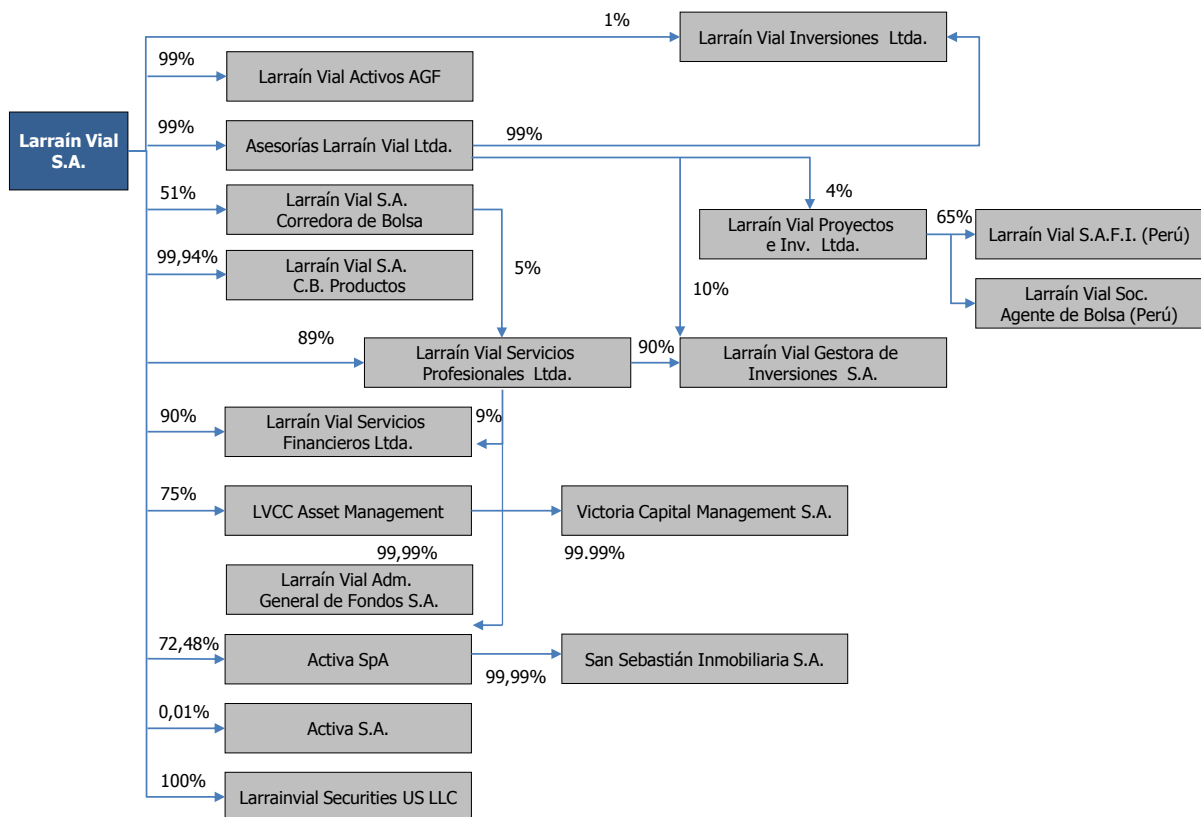 1%
Larraín Vial Inversiones Ltda.
99%
Larraín Vial Activos AGF
Larraín Vial
S.A.
99%
Asesorías Larraín Vial Ltda.
99%
51%
Larraín Vial S.A.
Corredora de Bolsa
4%
Larraín Vial Proyectos
e Inv. Ltda.
65%
Larraín Vial S.A.F.I. (Perú)
99,94%
Larraín Vial S.A.
C.B. Productos
5%
10%
Larraín Vial Soc.
Agente de Bolsa (Perú)
89%
Larraín Vial Servicios
Profesionales Ltda.
90%
Larraín Vial Gestora de
Inversiones S.A.
90%
Larraín Vial Servicios
Financieros Ltda.
9%
75%
LVCC Asset Management
Victoria Capital Management S.A.
99,99%
99.99%
Larraín Vial Adm.
General de Fondos S.A.
72,48%
Activa SpA
99,99%
San Sebastián Inmobiliaria S.A.
0,01%
Activa S.A.
100%
Larrainvial Securities US LLC